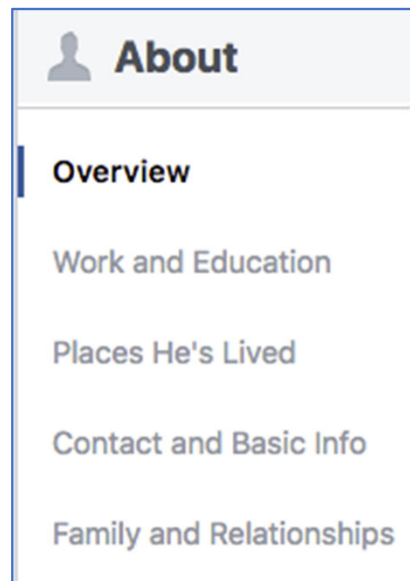 About
Overview
Work and Education
Places He's Lived
Contact and Basic Info
Family and Relationships